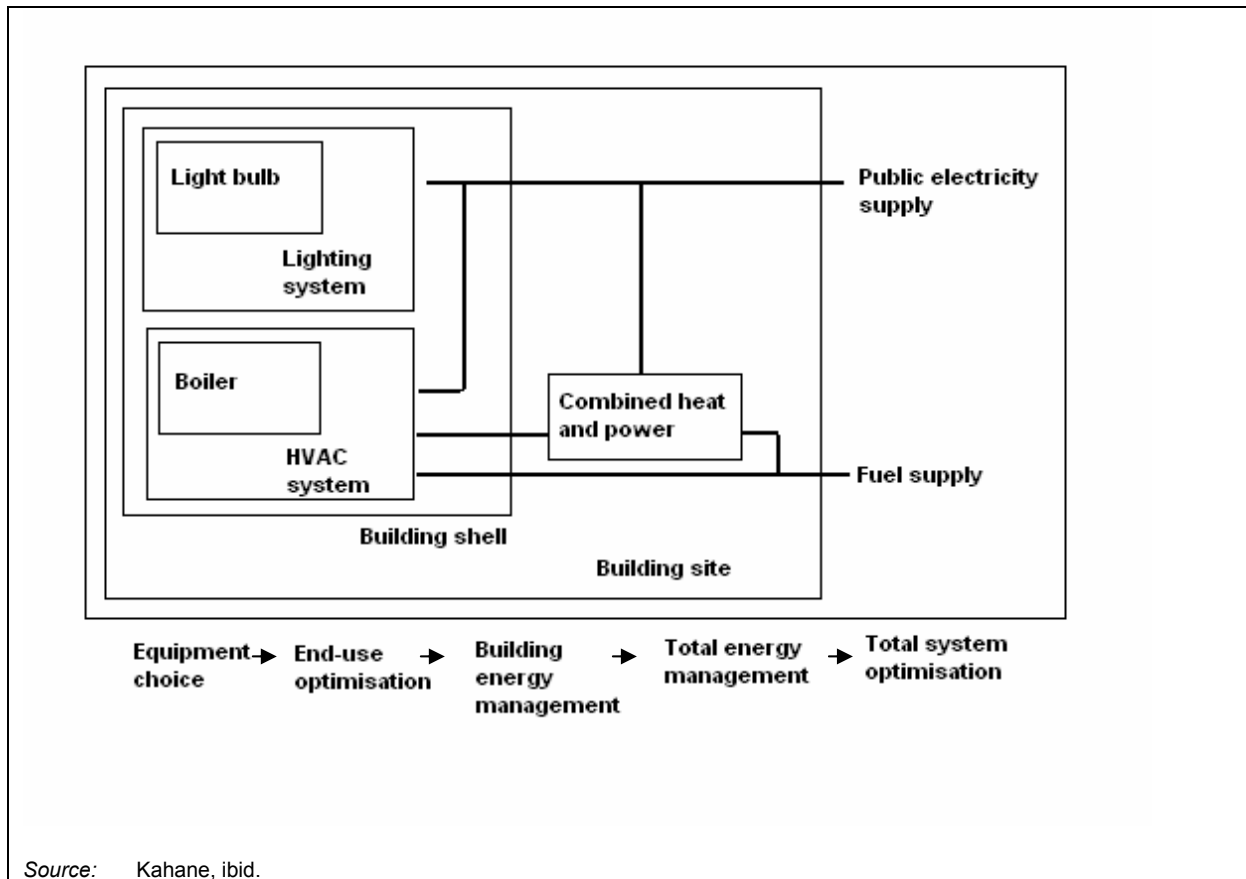 Light bulb
Public electricity
supply
Lighting
system
Boiler
Combined heat
and power
HVAC
system
Fuel supply
Building shell
Building site
Equipment
choice
End-use
optimisation
Building
energy
management
Total energy
management
Total system
optimisation
Source: Kahane, ibid.